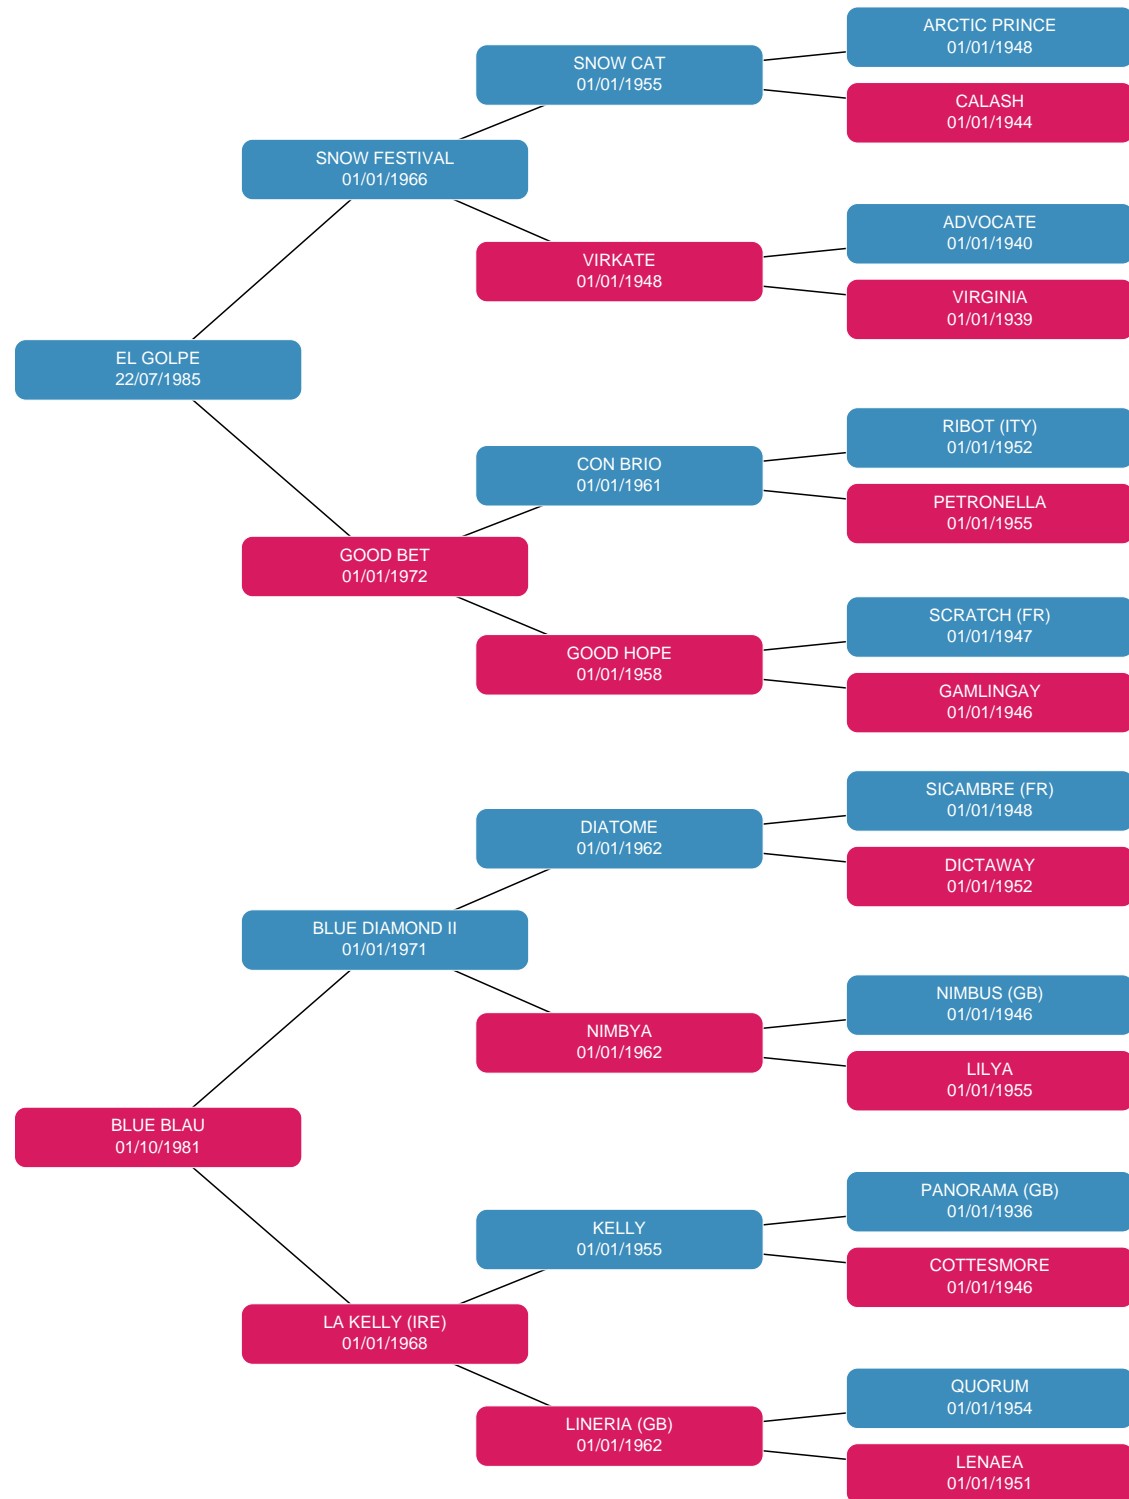 ARCTIC PRINCE
01/01/1948
SNOW CAT
01/01/1955
CALASH
01/01/1944
SNOW FESTIVAL
01/01/1966
ADVOCATE
01/01/1940
VIRKATE
01/01/1948
VIRGINIA
01/01/1939
EL GOLPE
22/07/1985
RIBOT (ITY)
01/01/1952
CON BRIO
01/01/1961
PETRONELLA
01/01/1955
GOOD BET
01/01/1972
SCRATCH (FR)
01/01/1947
GOOD HOPE
01/01/1958
GAMLINGAY
01/01/1946
SICAMBRE (FR)
01/01/1948
DIATOME
01/01/1962
DICTAWAY
01/01/1952
BLUE DIAMOND II
01/01/1971
NIMBUS (GB)
01/01/1946
NIMBYA
01/01/1962
LILYA
01/01/1955
BLUE BLAU
01/10/1981
PANORAMA (GB)
01/01/1936
KELLY
01/01/1955
COTTESMORE
01/01/1946
LA KELLY (IRE)
01/01/1968
QUORUM
01/01/1954
LINERIA (GB)
01/01/1962
LENAEA
01/01/1951